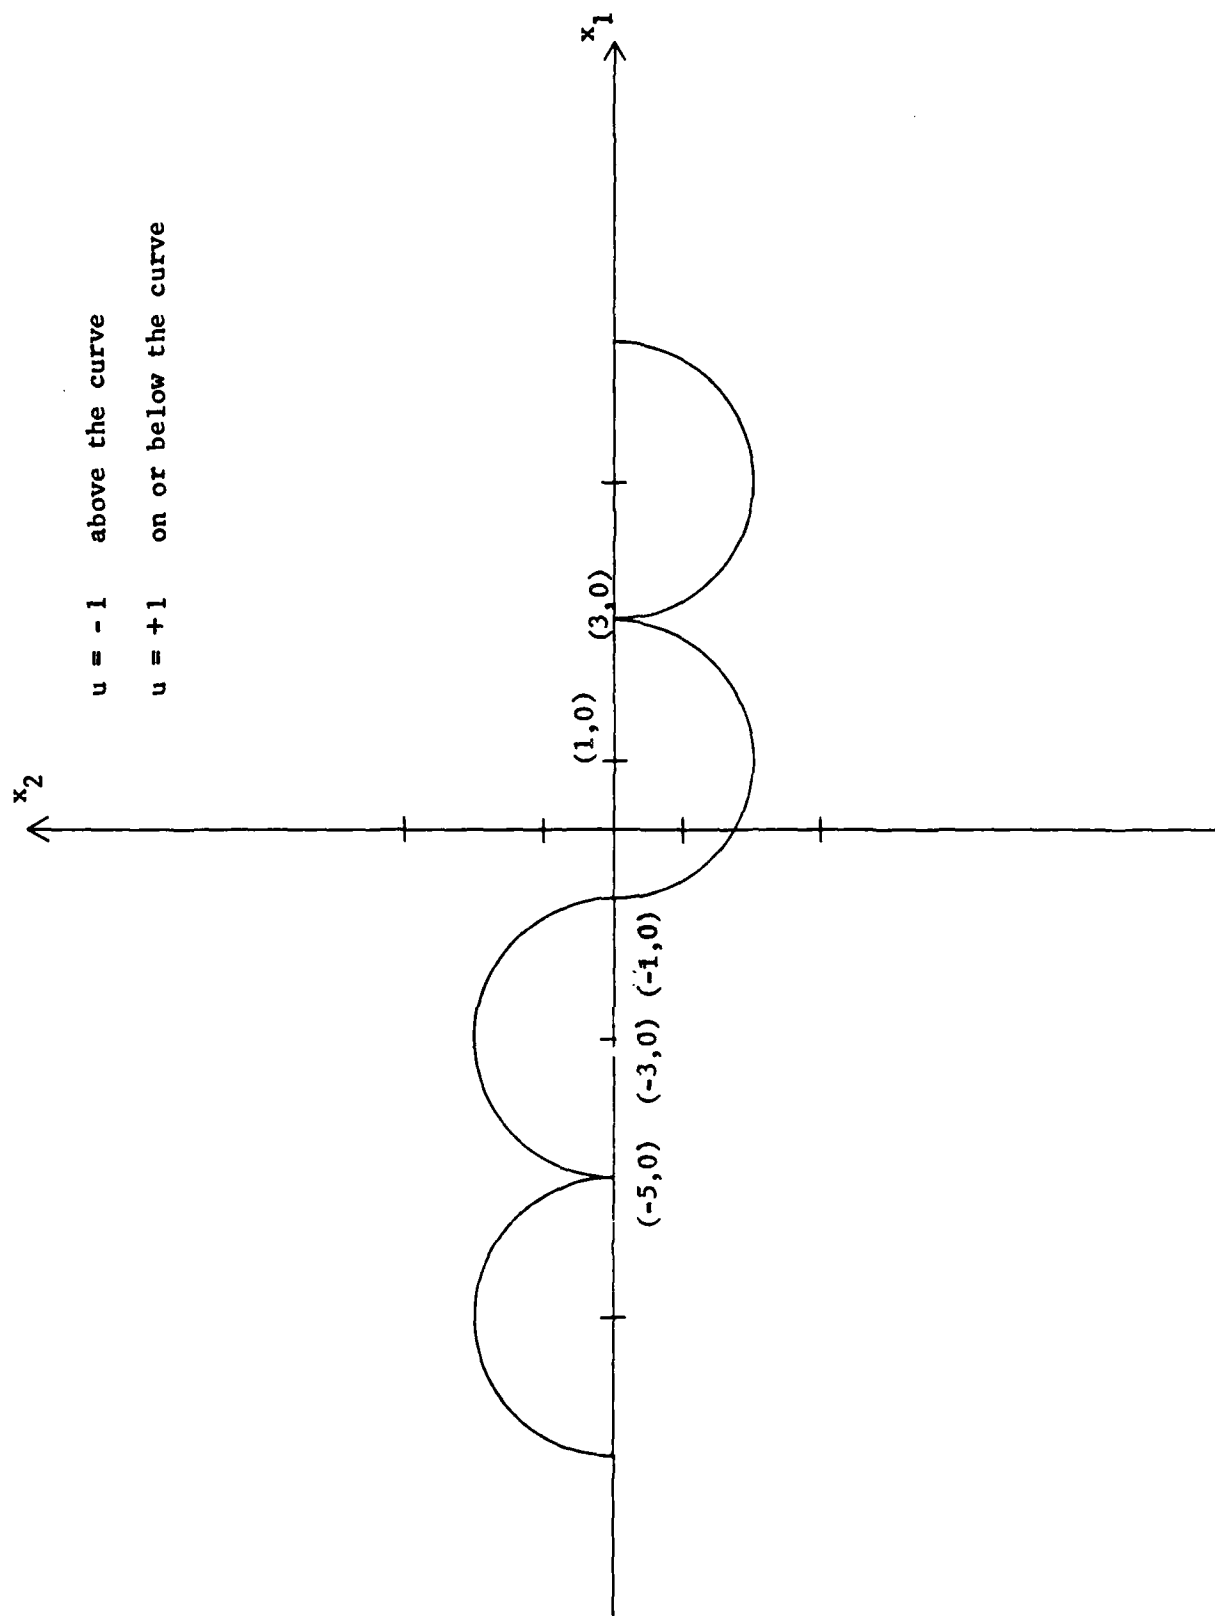 x2
u = -1 above the curve
u = +1 on or below the curve
x1
(1,0)
(3,0)
(-5,0) (-3,0) (-1,0)